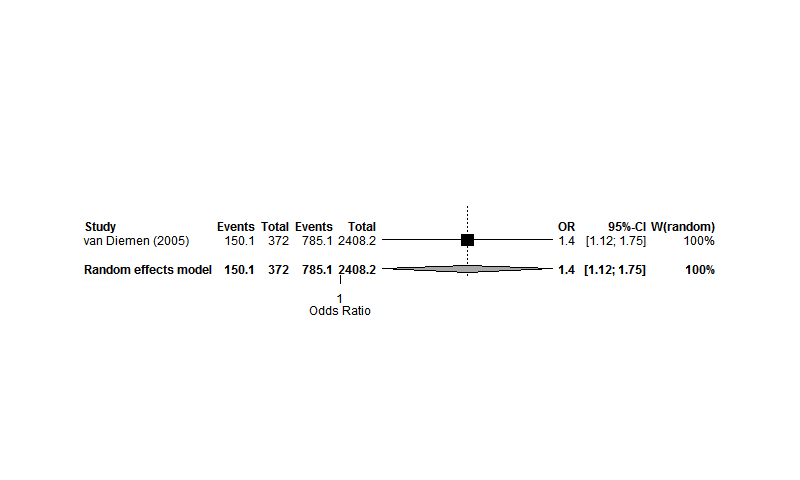 Study Events Total Events Total OR 95%-CI W(random)
van Diemen (2005) 150.1 372 785.1 2408.2 1.4 [1.12; 1.75] 100%
Random effects model 150.1 372 785.1 2408.2 1.4 [1.12; 1.75] 100%
1
Odds Ratio